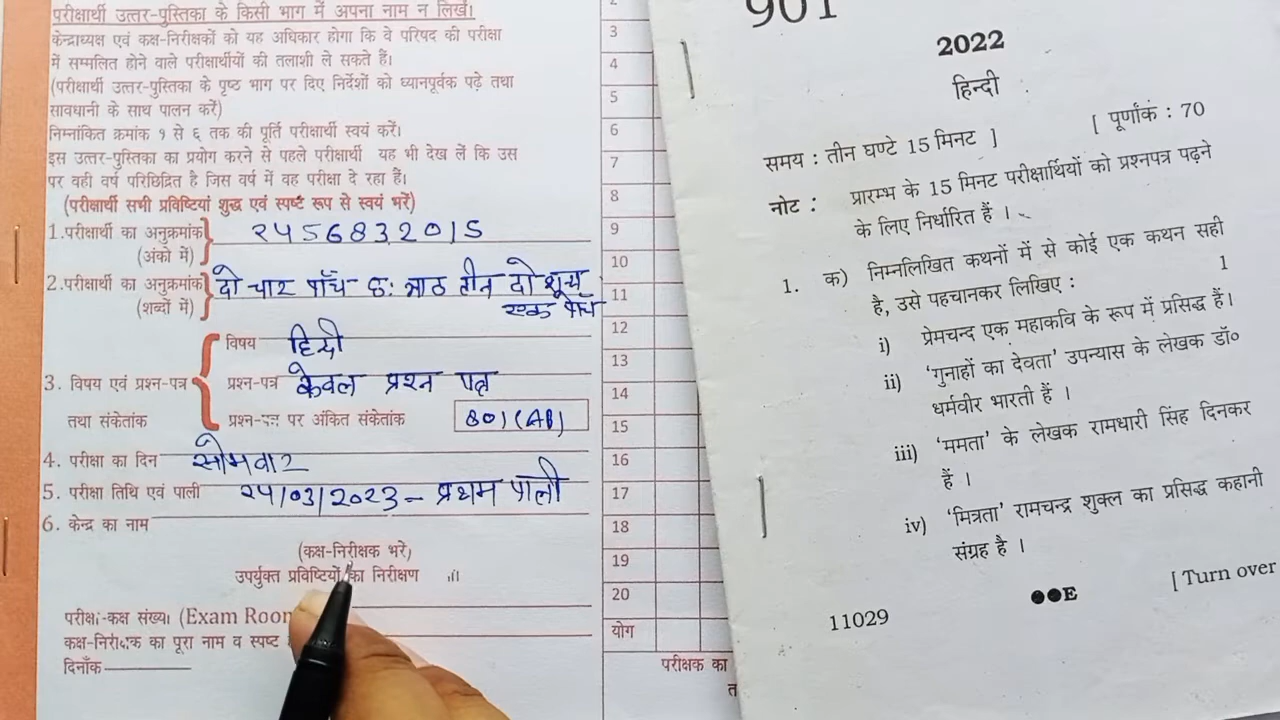 परीक्षार्थी उत्तर-पुस्तिका के किसी भाग में अपना नाम न लिखें।
केन्द्राध्यक्ष एवं कक्ष-निरीक्षकों को यह अधिकार होगा कि वे परिषद की परीक्षा
में सम्मलित होने वाले परीक्षार्थीयों की तलाशी ले सकते हैं।
(परीक्षार्थी उत्तर-पुस्तिका के पृष्ठ भाग पर दिए निर्देशों को ध्यानपूर्वक पढ़े तथा
सावधानी के साथ पालन करें)
निम्नांकित क्रमांक १ से ६ तक की पूर्ति परीक्षार्थी स्वयं करें।
इस उत्तर-पुस्तिका का प्रयोग करने से पहले परीक्षार्थी यह भी देख लें कि उस
पर वही वर्ष परिछिद्रित है जिस वर्ष में वह परीक्षा दे रहा हैं।
(परीक्षार्थी सभी प्रविष्टियां शुद्ध एवं स्पष्ट रूप से स्वयं भरें)
1.परीक्षार्थी का अनुक्रमांक 2456832015
(अंको में)
2.परीक्षार्थी का अनुक्रमांक दो चार पाँच छः आठ तीन दो शून्य
(शब्दों में) एक पाँच
विषय हिन्दी
3. विषय एवं प्रश्न-पत्र प्रश्न-पत्र केवल प्रश्न पत्र
तथा संकेतांक प्रश्न-पत्र पर अंकित संकेतांक 801(AB)
4. परीक्षा का दिन सोमवार
5. परीक्षा तिथि एवं पाली 24/03/2023 - प्रथम पाली
6. केन्द्र का नाम
(कक्ष-निरीक्षक भरे)
उपर्युक्त प्रविष्टियों का निरीक्षण
परीक्षा-कक्ष संख्या (Exam Room
कक्ष-निरीक्षक का पूरा नाम व स्पष्ट
दिनाँक
2
3
4
5
6
7
8
9
10
11
12
13
14
15
16
17
18
19
20
योग
परीक्षक का
901
2022
हिन्दी
समय : तीन घण्टे 15 मिनट ] [ पूर्णांक : 70
नोट : प्रारम्भ के 15 मिनट परीक्षार्थियों को प्रश्नपत्र पढ़ने
के लिए निर्धारित हैं ।
1. क) निम्नलिखित कथनों में से कोई एक कथन सही
है, उसे पहचानकर लिखिए : 1
i) प्रेमचन्द एक महाकवि के रूप में प्रसिद्ध हैं।
ii) 'गुनाहों का देवता' उपन्यास के लेखक डॉ०
धर्मवीर भारती हैं ।
iii) 'ममता' के लेखक रामधारी सिंह दिनकर
हैं ।
iv) 'मित्रता' रामचन्द्र शुक्ल का प्रसिद्ध कहानी
संग्रह है ।
11029 ●●E [ Turn over